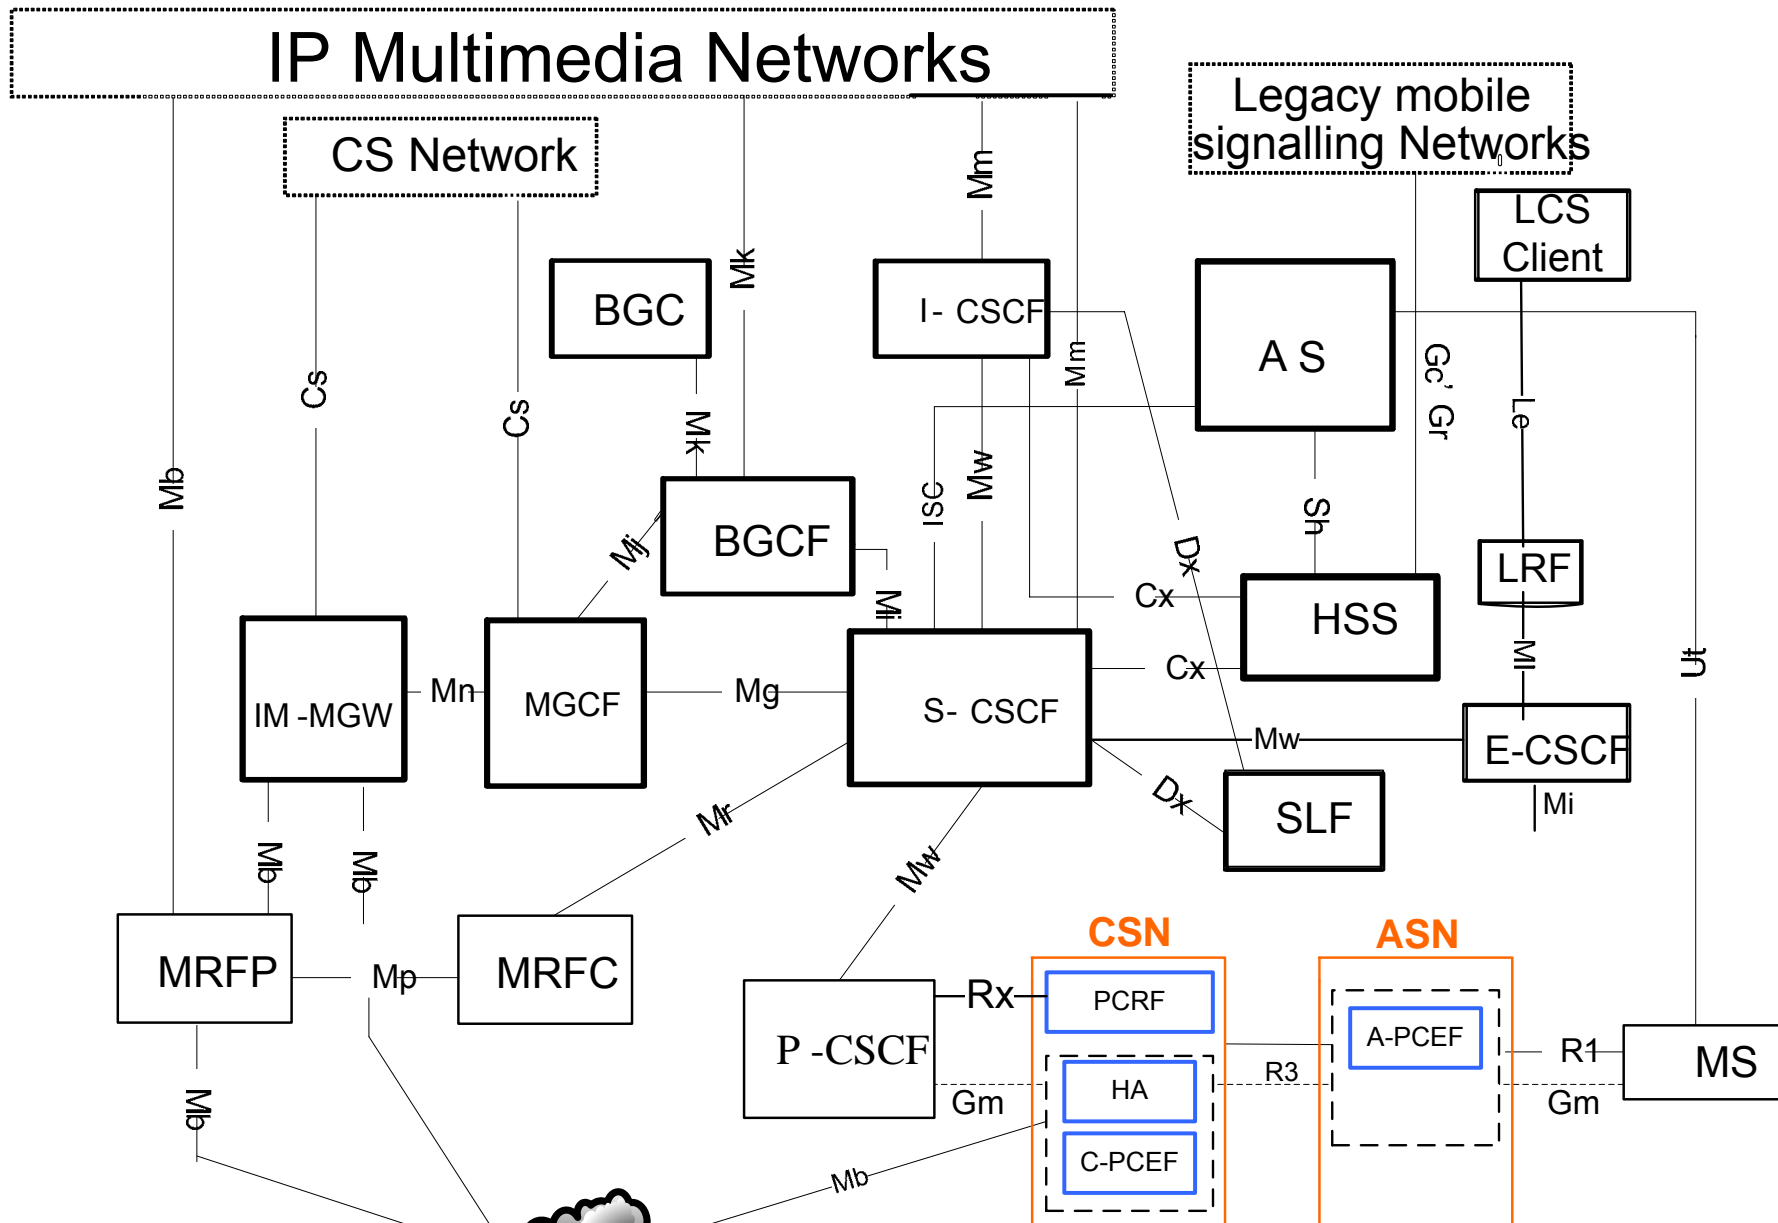 IP Multimedia Networks
Legacy mobile
signalling Networks
CS Network
Mm
LCS
Client
Mk
BGC
I- CSCF
A S
Mm
Gc' Gr
Cs
Cs
Le
Mk
Mw
Mb
ISC
Sh
Mj
BGCF
Dx
LRF
Mi
Cx
HSS
Ml
Ut
Cx
IM -MGW
Mn
MGCF
Mg
S- CSCF
Mw
E-CSCF
Mi
Dx
SLF
Mr
Mb
Mb
Mw
CSN
ASN
MRFP
Mp
MRFC
Rx
PCRF
A-PCEF
P -CSCF
R3
R1
MS
HA
Gm
Gm
Mb
C-PCEF
Mb